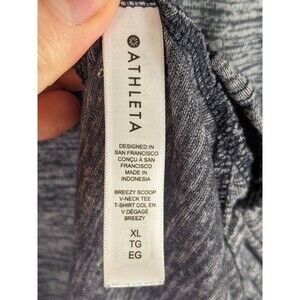 ATHLETA
DESIGNED IN
SAN FRANCISCO
CONÇU À SAN
FRANCISCO
MADE IN
INDONESIA
BREEZY SCOOP
V-NECK TEE
T-SHIRT COL EN
V DÉGAGÉ
BREEZY
XL
TG
EG